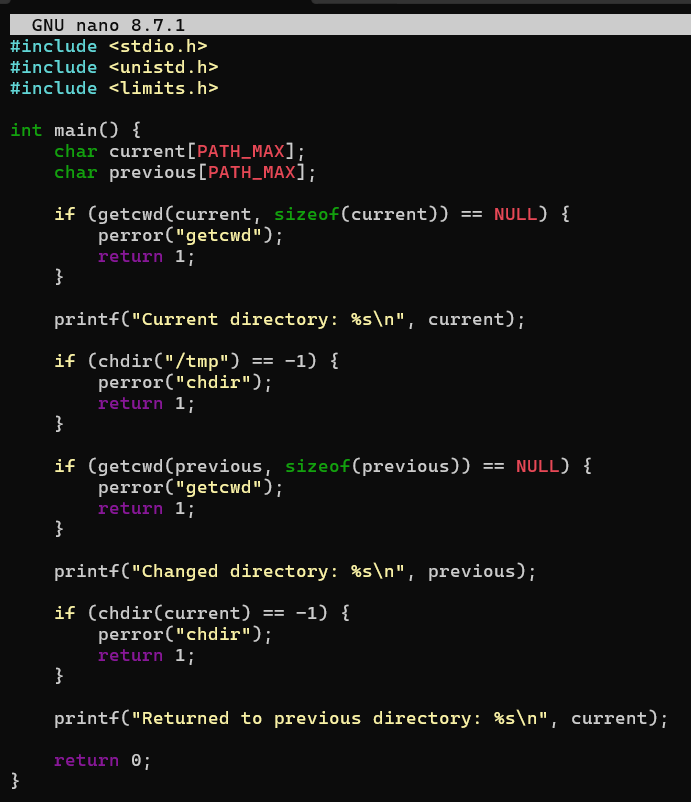 GNU nano 8.7.1
#include <stdio.h>
#include <unistd.h>
#include <limits.h>

int main() {
    char current[PATH_MAX];
    char previous[PATH_MAX];

    if (getcwd(current, sizeof(current)) == NULL) {
        perror("getcwd");
        return 1;
    }

    printf("Current directory: %s\n", current);

    if (chdir("/tmp") == -1) {
        perror("chdir");
        return 1;
    }

    if (getcwd(previous, sizeof(previous)) == NULL) {
        perror("getcwd");
        return 1;
    }

    printf("Changed directory: %s\n", previous);

    if (chdir(current) == -1) {
        perror("chdir");
        return 1;
    }

    printf("Returned to previous directory: %s\n", current);

    return 0;
}